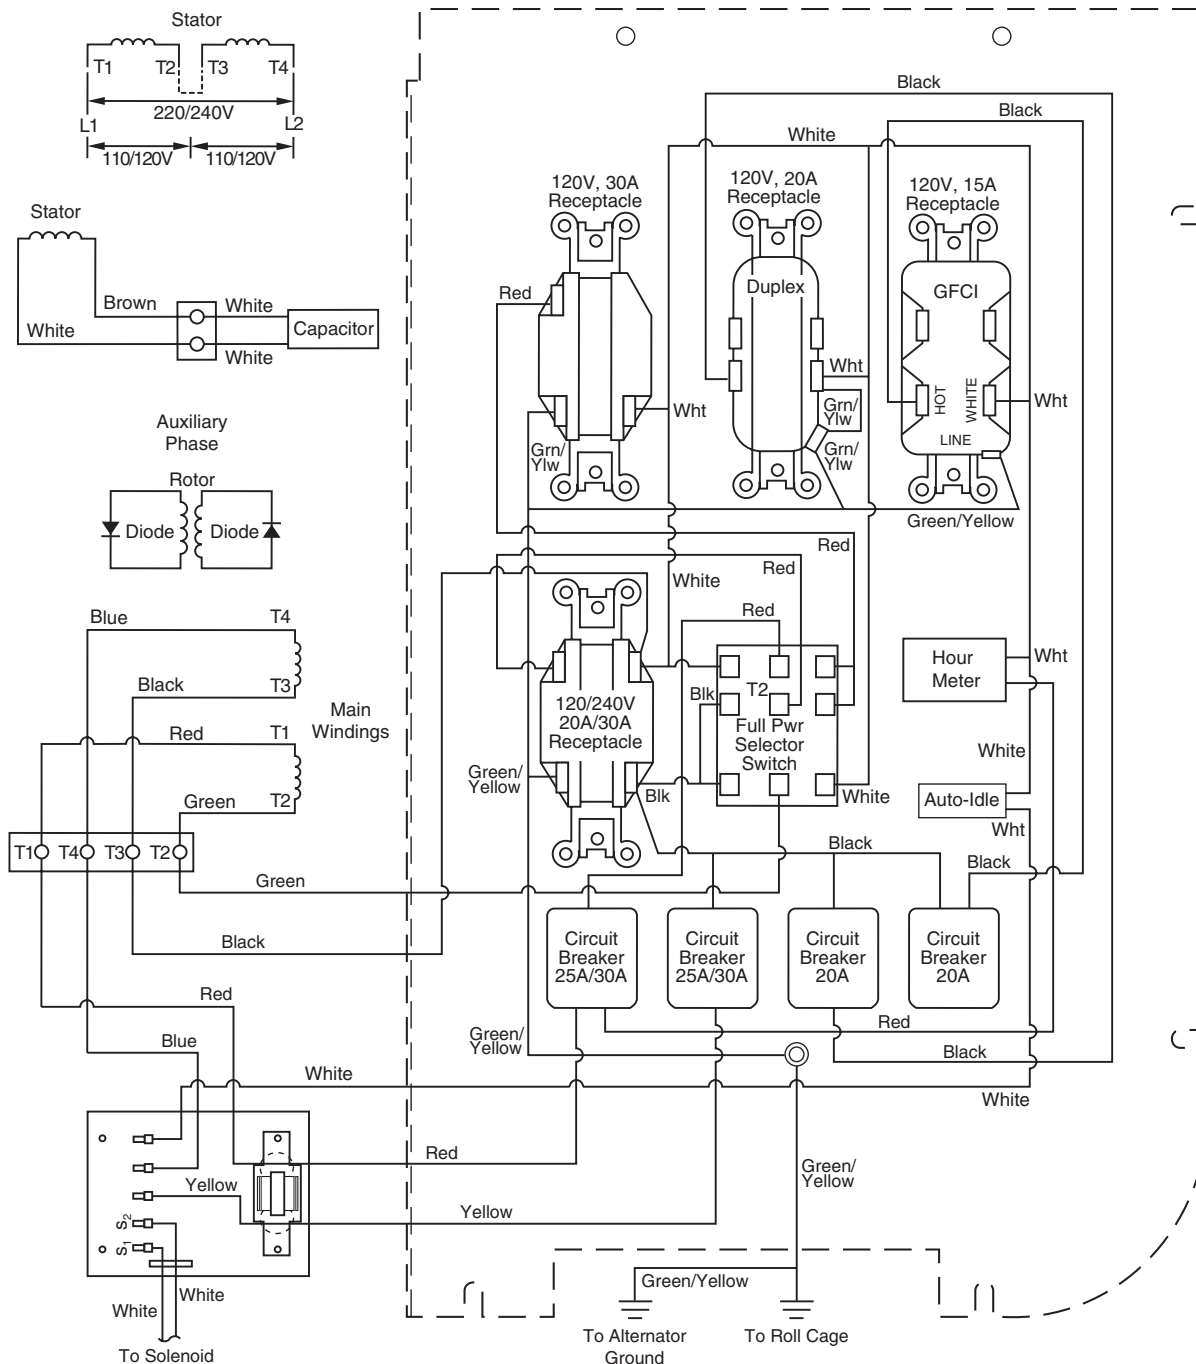 Stator
T1
T2
T3
T4
220/240V
L1
L2
110/120V
110/120V
Stator
Brown
White
White
Capacitor
White
Auxiliary
Phase
Rotor
Diode
Diode
Blue
T4
T3
Black
Main
Windings
Red
T1
T2
Green
T1
T4
T3
T2
Green
Black
Red
Blue
White
Red
Yellow
Yellow
S2
S1
White
White
To Solenoid
Black
Black
White
120V, 30A
Receptacle
120V, 20A
Receptacle
120V, 15A
Receptacle
Red
Duplex
GFCI
Wht
Wht
Grn/
Ylw
Grn/
Ylw
Grn/
Ylw
HOT
WHITE
LINE
Wht
Green/Yellow
Red
Red
White
Red
T2
Blk
Full Pwr
Selector
Switch
120/240V
20A/30A
Receptacle
Green/
Yellow
Blk
White
Hour
Meter
Wht
White
Auto-Idle
Wht
Black
Black
Circuit
Breaker
25A/30A
Circuit
Breaker
25A/30A
Circuit
Breaker
20A
Circuit
Breaker
20A
Red
Green/
Yellow
Black
White
Green/
Yellow
Green/Yellow
To Alternator
Ground
To Roll Cage